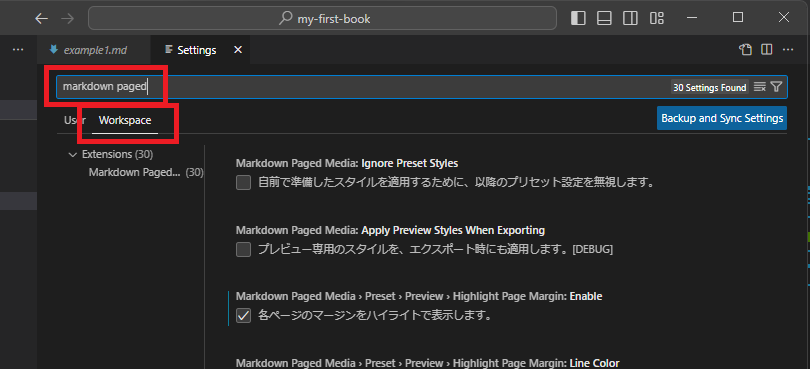 my-first-book
example1.md
Settings
markdown paged
30 Settings Found
User
Workspace
Backup and Sync Settings
Extensions (30)
Markdown Paged... (30)
Markdown Paged Media: Ignore Preset Styles
自前で準備したスタイルを適用するために、以降のプリセット設定を無視します。
Markdown Paged Media: Apply Preview Styles When Exporting
プレビュー専用のスタイルを、エクスポート時にも適用します。[DEBUG]
Markdown Paged Media › Preset › Preview › Highlight Page Margin: Enable
各ページのマージンをハイライトで表示します。
Markdown Paged Media › Preset › Preview › Highlight Page Margin: Line Color